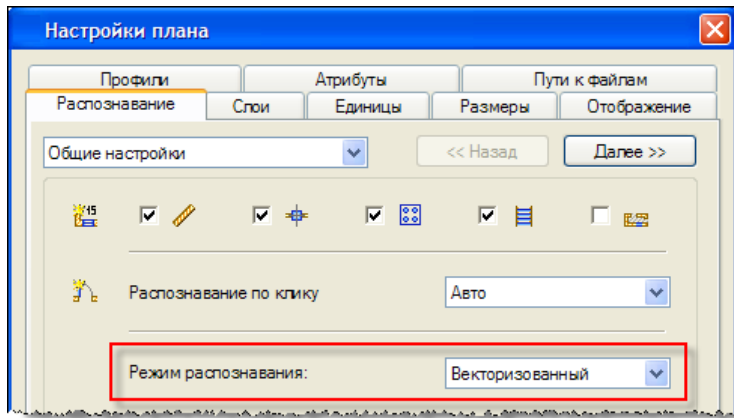 Настройки плана
Профили Атрибуты Пути к файлам
Распознавание Слои Единицы Размеры Отображение
Общие настройки << Назад Далее >>
15
Распознавание по клику Авто
Режим распознавания: Векторизованный